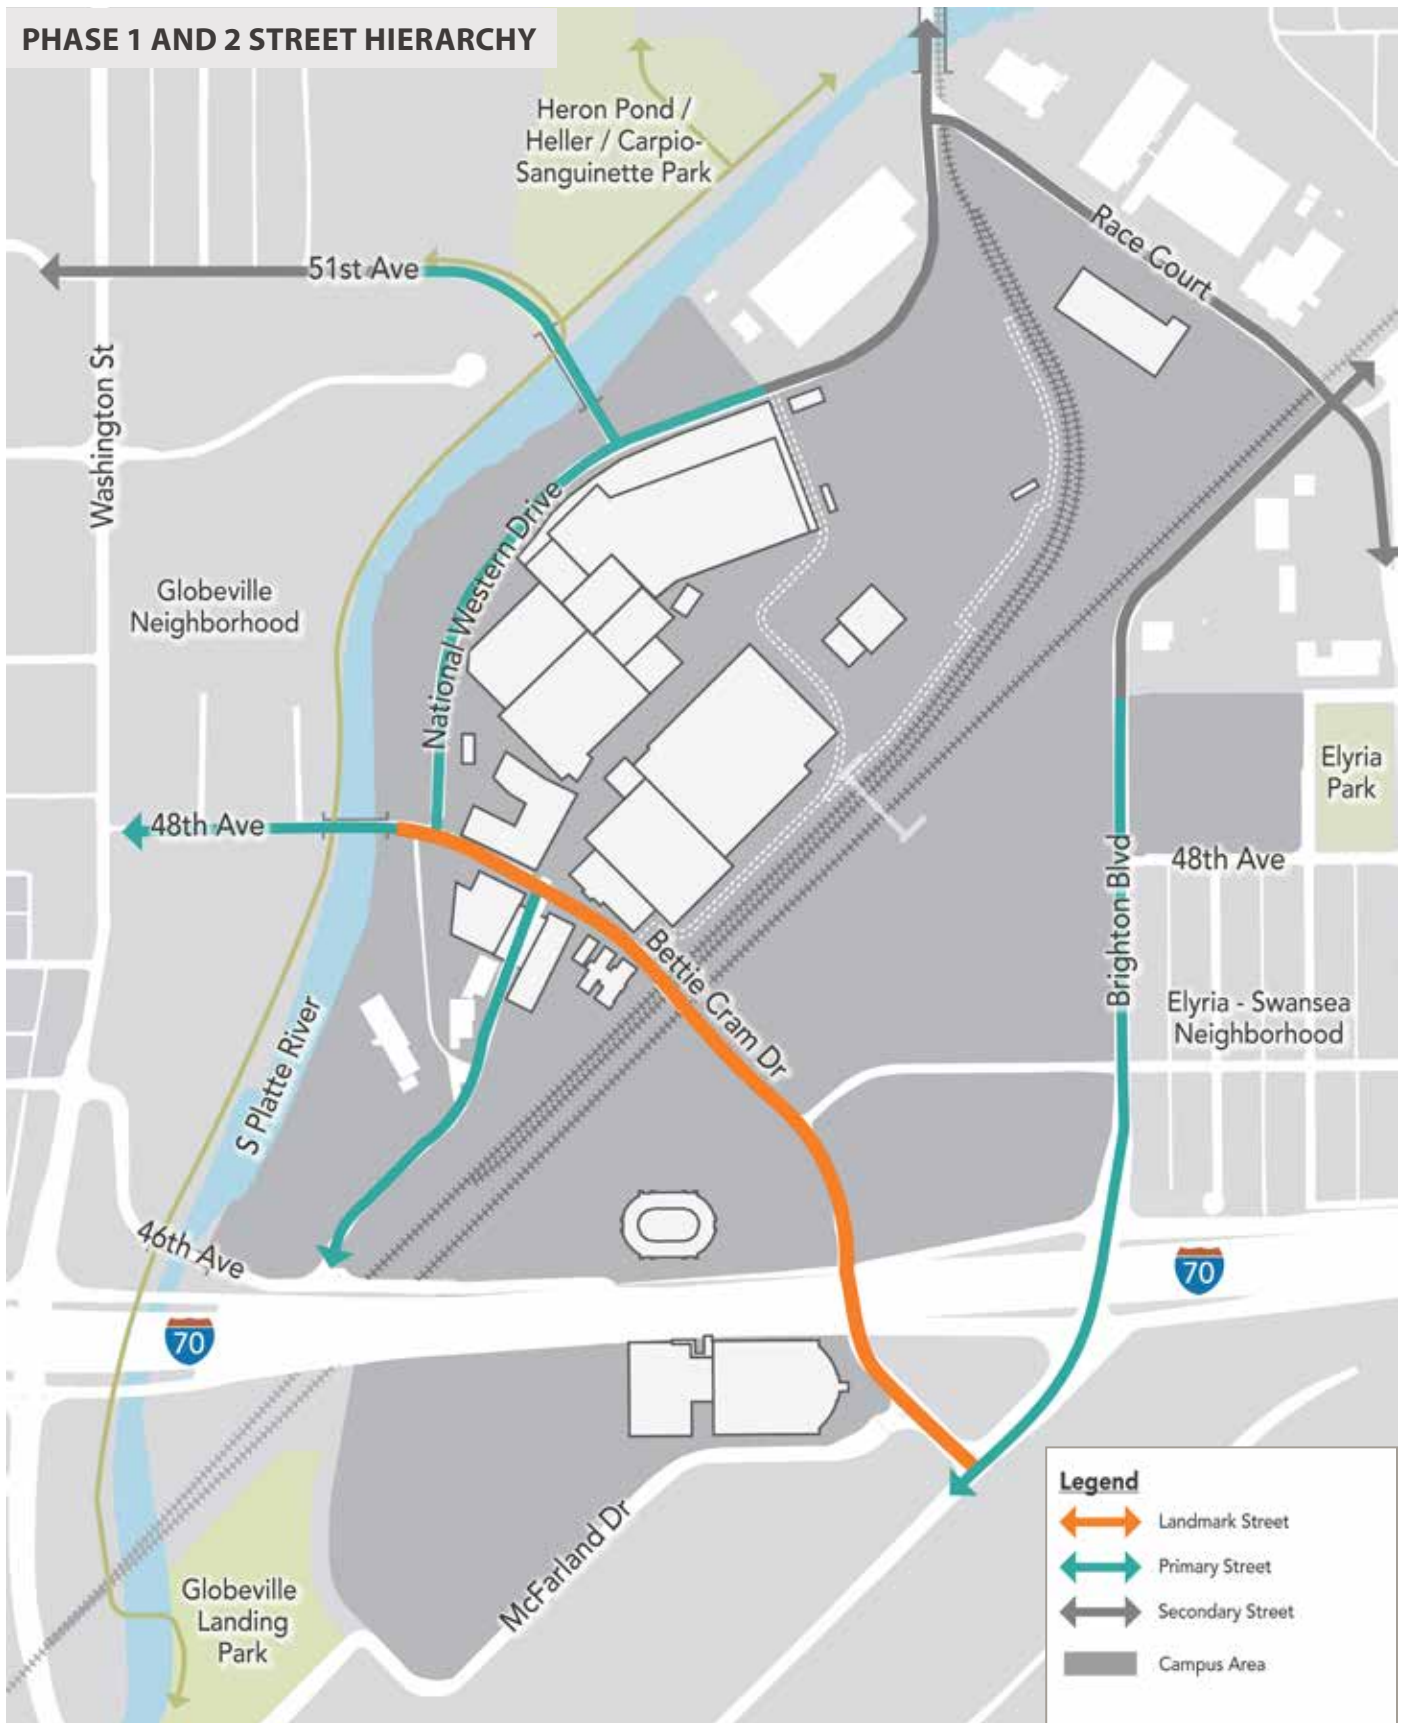 PHASE 1 AND 2 STREET HIERARCHY
Heron Pond /
Heller / Carpio-
Sanguinette Park
Race Court
51st Ave
Washington St
National Western Drive
Globeville
Neighborhood
Elyria
Park
48th Ave
48th Ave
Brighton Blvd
Bettie Cram Dr
Elyria - Swansea
Neighborhood
S Platte River
46th Ave
70
70
McFarland Dr
Globeville
Landing
Park
Legend
Landmark Street
Primary Street
Secondary Street
Campus Area